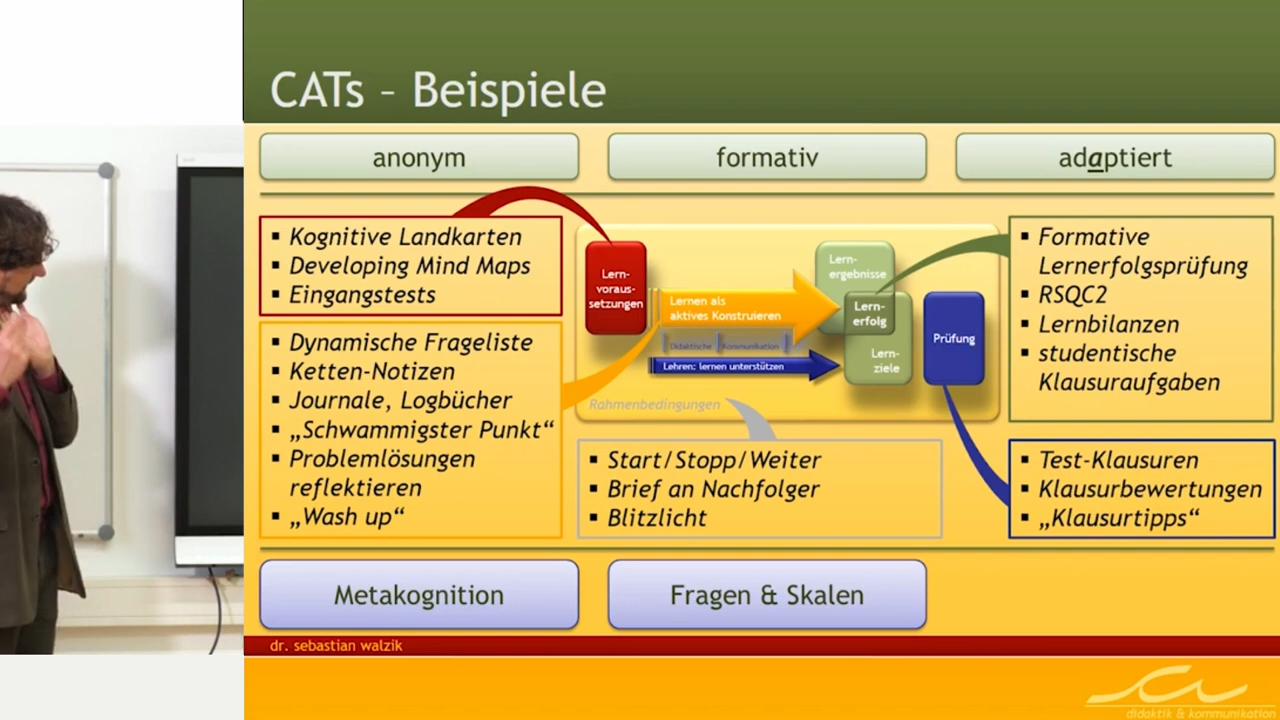 CATs – Beispiele
anonym
formativ
adaptiert
▪ Kognitive Landkarten
▪ Developing Mind Maps
▪ Eingangstests
▪ Dynamische Frageliste
▪ Ketten-Notizen
▪ Journale, Logbücher
▪ „Schwammigster Punkt“
▪ Problemlösungen
reflektieren
▪ „Wash up“
Lern-
voraus-
setzungen
Lernen als
aktives Konstruieren
Didaktische
Kommunikation
Lehren: lernen unterstützen
Lern-
ergebnisse
Lern-
erfolg
Lern-
ziele
Prüfung
Rahmenbedingungen
▪ Start/Stopp/Weiter
▪ Brief an Nachfolger
▪ Blitzlicht
▪ Formative
Lernerfolgsprüfung
▪ RSQC2
▪ Lernbilanzen
▪ studentische
Klausuraufgaben
▪ Test-Klausuren
▪ Klausurbewertungen
▪ „Klausurtipps“
Metakognition
Fragen & Skalen
dr. sebastian walzik
didaktik & kommunikation